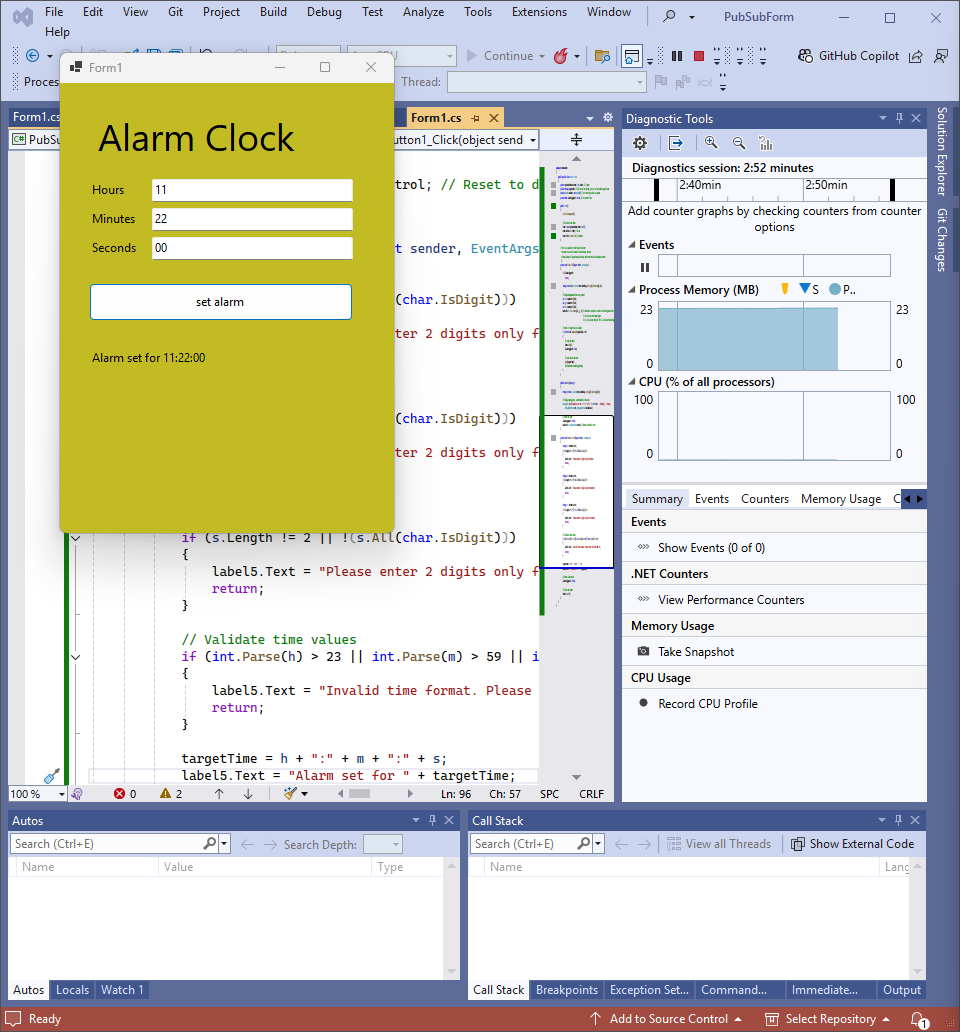 File Edit View Git Project Build Debug Test Analyze Tools Extensions Window PubSubForm
Help
Continue GitHub Copilot
Proces Thread:
Form1
Form1.cs Form1.cs
PubSu utton1_Click(object send
Alarm Clock
Hours 11
Minutes 22
Seconds 00
set alarm
Alarm set for 11:22:00
trol; // Reset to d
t sender, EventArgs
(char.IsDigit)))
ter 2 digits only f
(char.IsDigit)))
ter 2 digits only f
if (s.Length != 2 || !(s.All(char.IsDigit)))
{
label5.Text = "Please enter 2 digits only f
return;
}
// Validate time values
if (int.Parse(h) > 23 || int.Parse(m) > 59 || i
{
label5.Text = "Invalid time format. Please
return;
}
targetTime = h + ":" + m + ":" + s;
label5.Text = "Alarm set for " + targetTime;
100 % 0 2 Ln: 96 Ch: 57 SPC CRLF
Diagnostic Tools
Diagnostics session: 2:52 minutes
2:40min 2:50min
Add counter graphs by checking counters from counter
options
Events
Process Memory (MB) S P..
23 23
0 0
CPU (% of all processors)
100 100
0 0
Summary Events Counters Memory Usage C
Events
Show Events (0 of 0)
.NET Counters
View Performance Counters
Memory Usage
Take Snapshot
CPU Usage
Record CPU Profile
Solution Explorer
Git Changes
Autos
Search (Ctrl+E) Search Depth:
Name Value Type
Autos Locals Watch 1
Call Stack
Search (Ctrl+E) View all Threads Show External Code
Name Lang
Call Stack Breakpoints Exception Set... Command... Immediate... Output
Ready Add to Source Control Select Repository 1